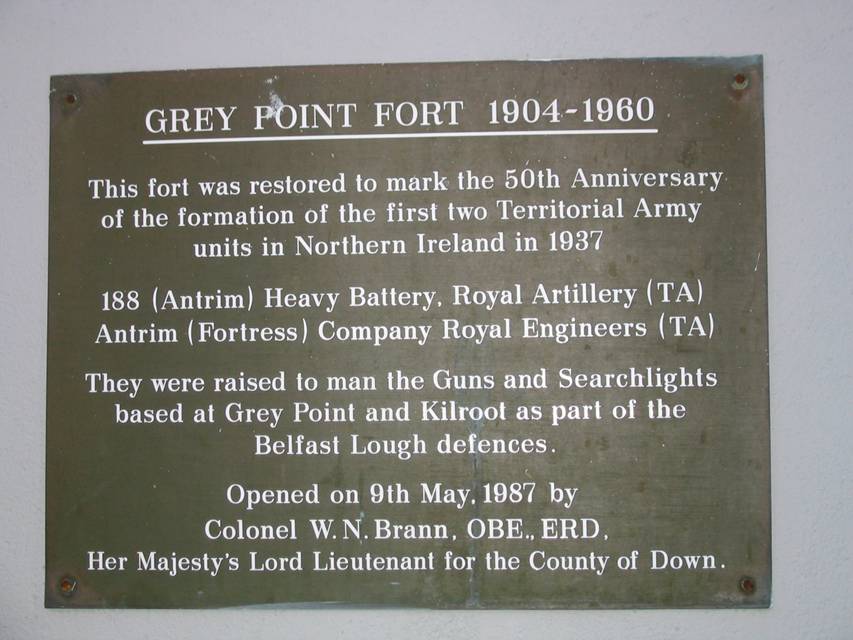 GREY POINT FORT 1904-1960
This fort was restored to mark the 50th Anniversary
of the formation of the first two Territorial Army
units in Northern Ireland in 1937
188 (Antrim) Heavy Battery, Royal Artillery (TA)
Antrim (Fortress) Company Royal Engineers (TA)
They were raised to man the Guns and Searchlights
based at Grey Point and Kilroot as part of the
Belfast Lough defences.
Opened on 9th May, 1987 by
Colonel W. N. Brann, OBE., ERD,
Her Majesty's Lord Lieutenant for the County of Down.